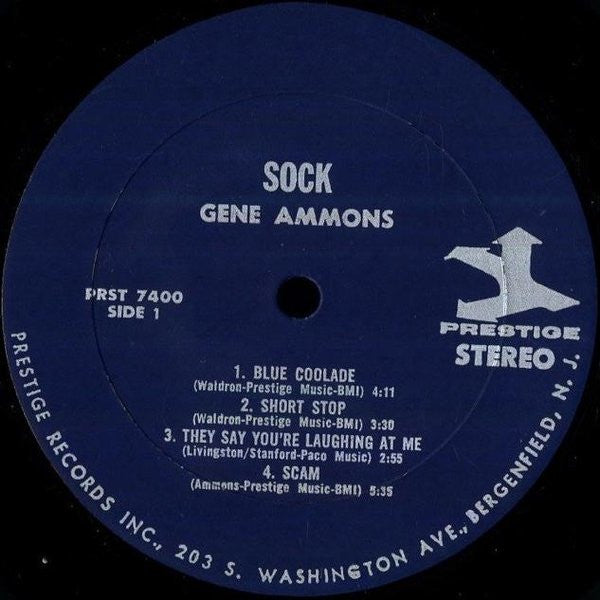 SOCK
GENE AMMONS
PRST 7400
SIDE 1
PRESTIGE
STEREO
1. BLUE COOLADE
(Waldron-Prestige Music-BMI) 4:11
2. SHORT STOP
(Waldron-Prestige Music-BMI) 3:30
3. THEY SAY YOU'RE LAUGHING AT ME
(Livingston/Stanford-Paco Music) 2:55
4. SCAM
(Ammons-Prestige Music-BMI) 5:35
PRESTIGE RECORDS INC., 203 S. WASHINGTON AVE., BERGENFIELD, N. J.